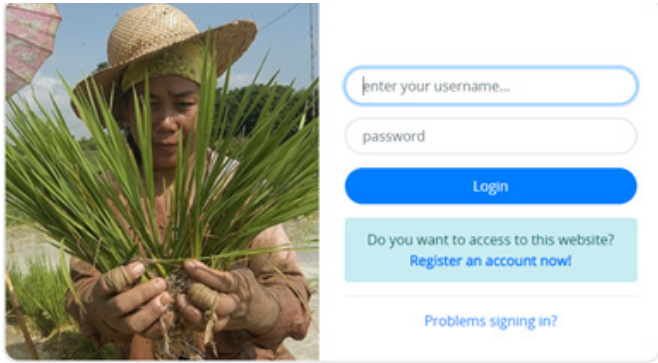 enter your username...
password
Login
Do you want to access to this website?
Register an account now!
Problems signing in?